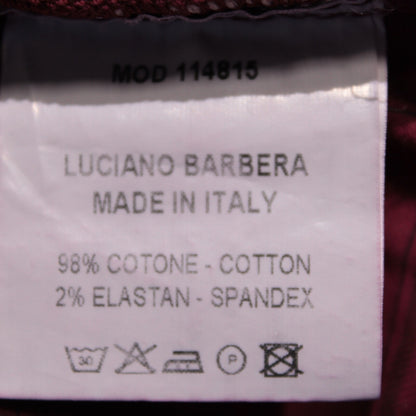 MOD 114815
LUCIANO BARBERA
MADE IN ITALY
98% COTONE - COTTON
2% ELASTAN - SPANDEX
30 P